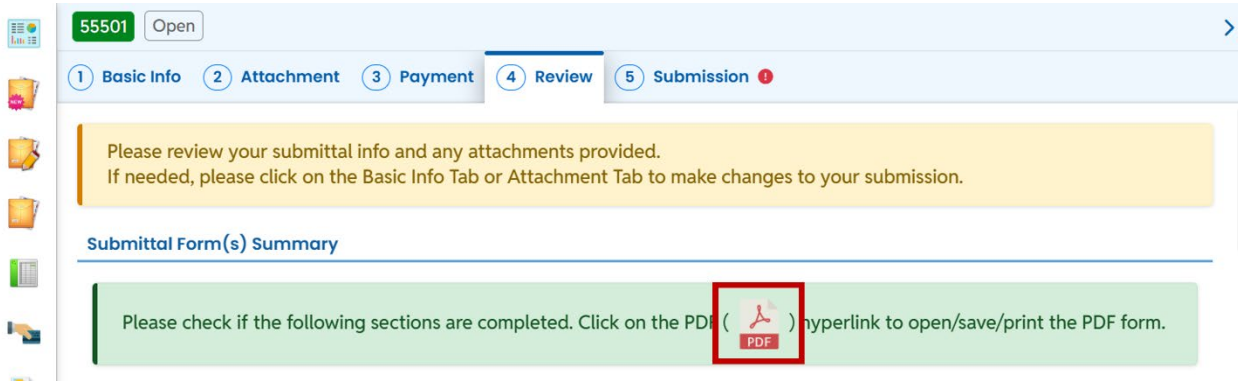 55501 Open
1 Basic Info 2 Attachment 3 Payment 4 Review 5 Submission
Please review your submittal info and any attachments provided.
If needed, please click on the Basic Info Tab or Attachment Tab to make changes to your submission.
Submittal Form(s) Summary
Please check if the following sections are completed. Click on the PDF ( PDF ) hyperlink to open/save/print the PDF form.